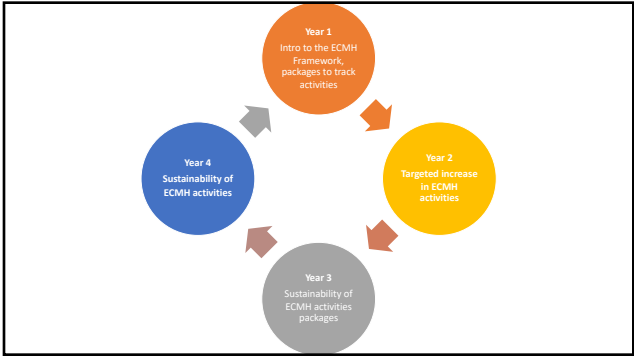 Year 1
Intro to the ECMH
Framework,
packages to track
activities
Year 2
Targeted increase
in ECMH
activities
Year 3
Sustainability of
ECMH activities
packages
Year 4
Sustainability of
ECMH activities